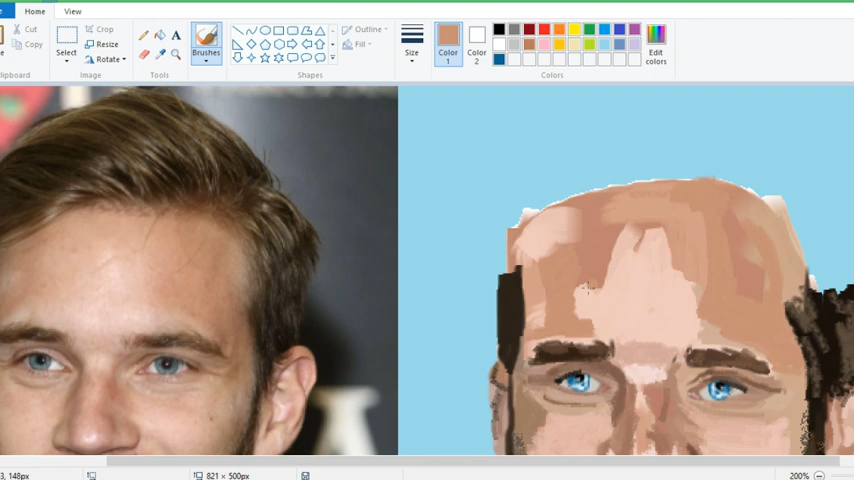 Home View
Cut
Copy
Select
Crop
Resize
Rotate
A
Brushes
Outline
Fill
Size
Color 1
Color 2
Edit colors
Image
Tools
Shapes
Colors
148px
821 × 500px
200%